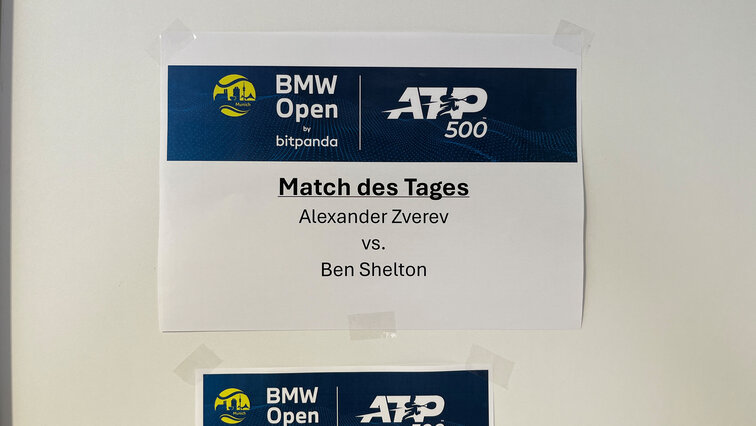 Munich
BMW
Open
by
bitpanda
ATP
500™
Match des Tages
Alexander Zverev
vs.
Ben Shelton
Munich
BMW
Open
ATP
500